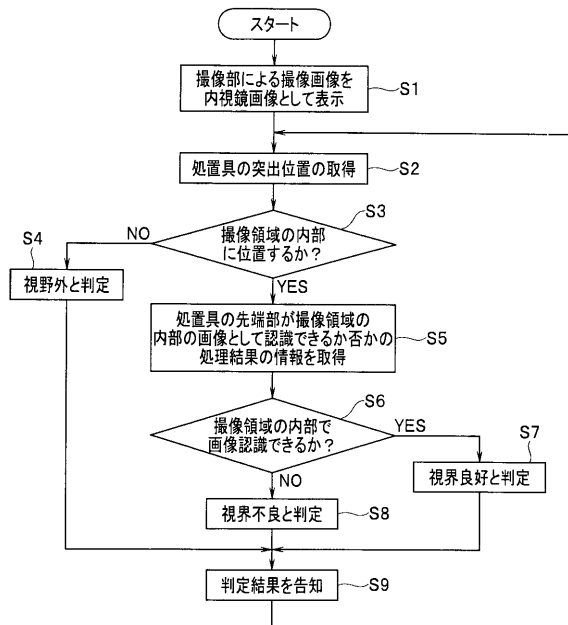 スタート
撮像部による撮像画像を
内視鏡画像として表示
S1
処置具の突出位置の取得
S2
S3
撮像領域の内部
に位置するか?
NO
YES
S4
視野外と判定
処置具の先端部が撮像領域の
内部の画像として認識できるか否かの
処理結果の情報を取得
S5
S6
撮像領域の内部で
画像認識できるか?
YES
NO
S7
視界良好と判定
視界不良と判定
S8
判定結果を告知
S9